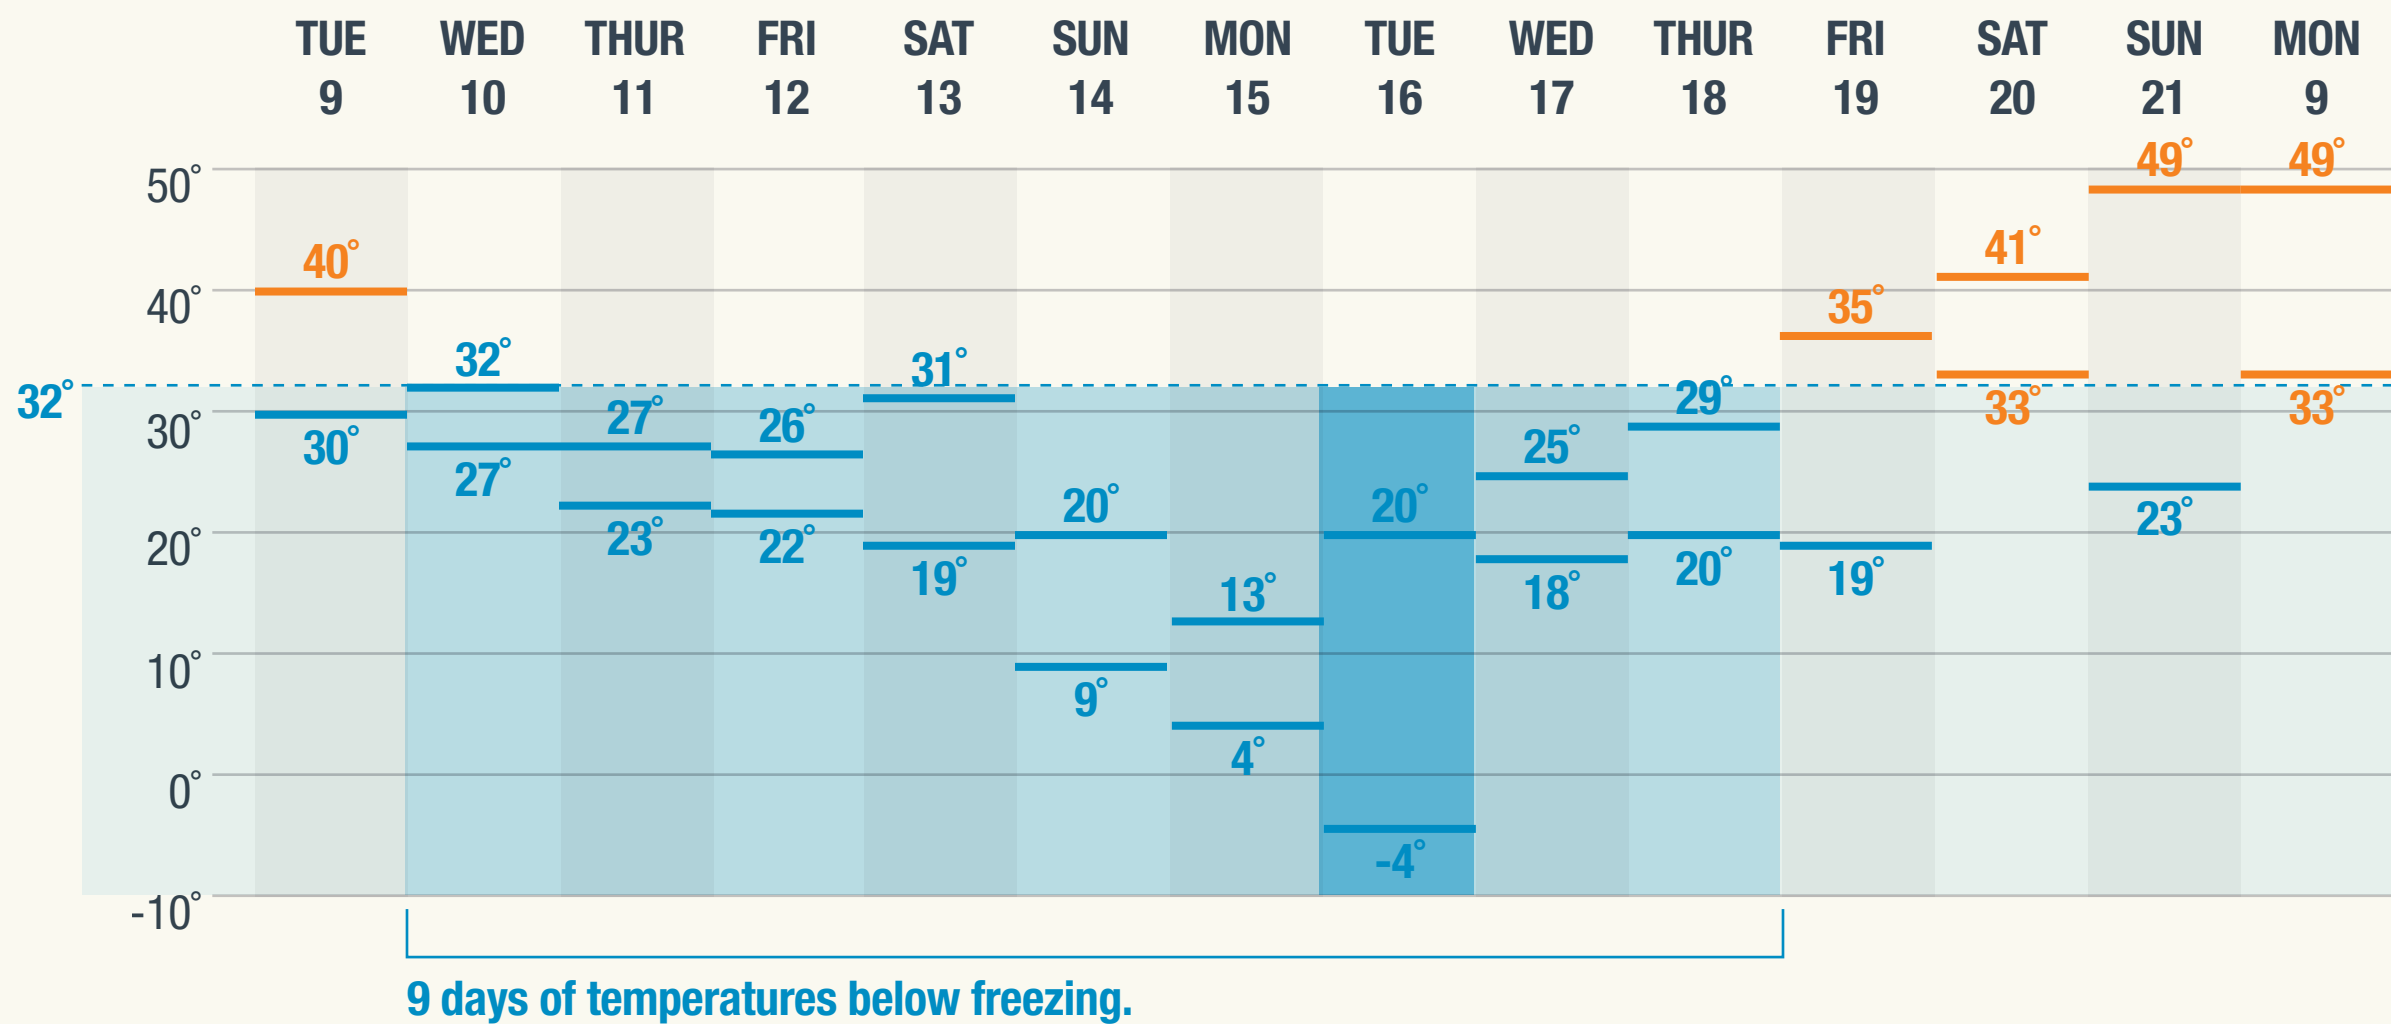 TUE WED THUR FRI SAT SUN MON TUE WED THUR FRI SAT SUN MON
9 10 11 12 13 14 15 16 17 18 19 20 21 9
49° 49°
50°
40° 41°
40° 35°
32° 31°
32° 29° 33° 33°
30° 30° 27° 26° 25°
27° 20° 20° 23°
20° 23° 22° 19° 13° 18° 20° 19°
10° 9°
0° 4°
-4°
-10°
9 days of temperatures below freezing.